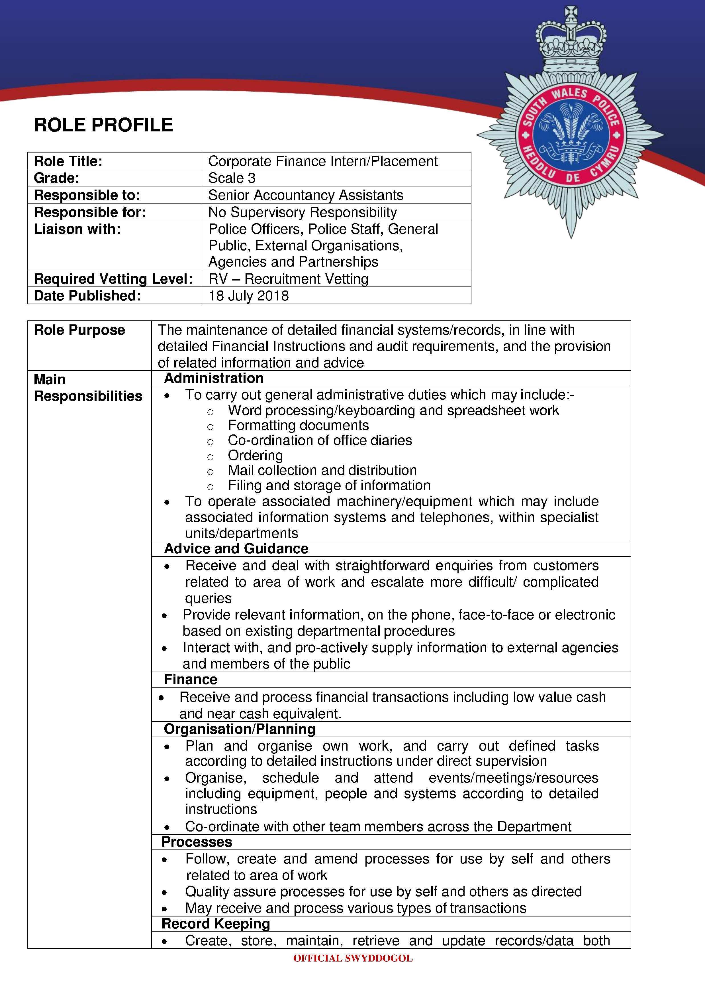 SOUTH WALES POLICE
HEDDLU DE CYMRU
ICH DIEN
ROLE PROFILE
Role Title: Corporate Finance Intern/Placement
Grade: Scale 3
Responsible to: Senior Accountancy Assistants
Responsible for: No Supervisory Responsibility
Liaison with: Police Officers, Police Staff, General
Public, External Organisations,
Agencies and Partnerships
Required Vetting Level: RV – Recruitment Vetting
Date Published: 18 July 2018
Role Purpose The maintenance of detailed financial systems/records, in line with
detailed Financial Instructions and audit requirements, and the provision
of related information and advice
Main
Responsibilities
Administration
• To carry out general administrative duties which may include:-
o Word processing/keyboarding and spreadsheet work
o Formatting documents
o Co-ordination of office diaries
o Ordering
o Mail collection and distribution
o Filing and storage of information
• To operate associated machinery/equipment which may include
associated information systems and telephones, within specialist
units/departments
Advice and Guidance
• Receive and deal with straightforward enquiries from customers
related to area of work and escalate more difficult/ complicated
queries
• Provide relevant information, on the phone, face-to-face or electronic
based on existing departmental procedures
• Interact with, and pro-actively supply information to external agencies
and members of the public
Finance
• Receive and process financial transactions including low value cash
and near cash equivalent.
Organisation/Planning
• Plan and organise own work, and carry out defined tasks
according to detailed instructions under direct supervision
• Organise, schedule and attend events/meetings/resources
including equipment, people and systems according to detailed
instructions
• Co-ordinate with other team members across the Department
Processes
• Follow, create and amend processes for use by self and others
related to area of work
• Quality assure processes for use by self and others as directed
• May receive and process various types of transactions
Record Keeping
• Create, store, maintain, retrieve and update records/data both
OFFICIAL SWYDDOGOL